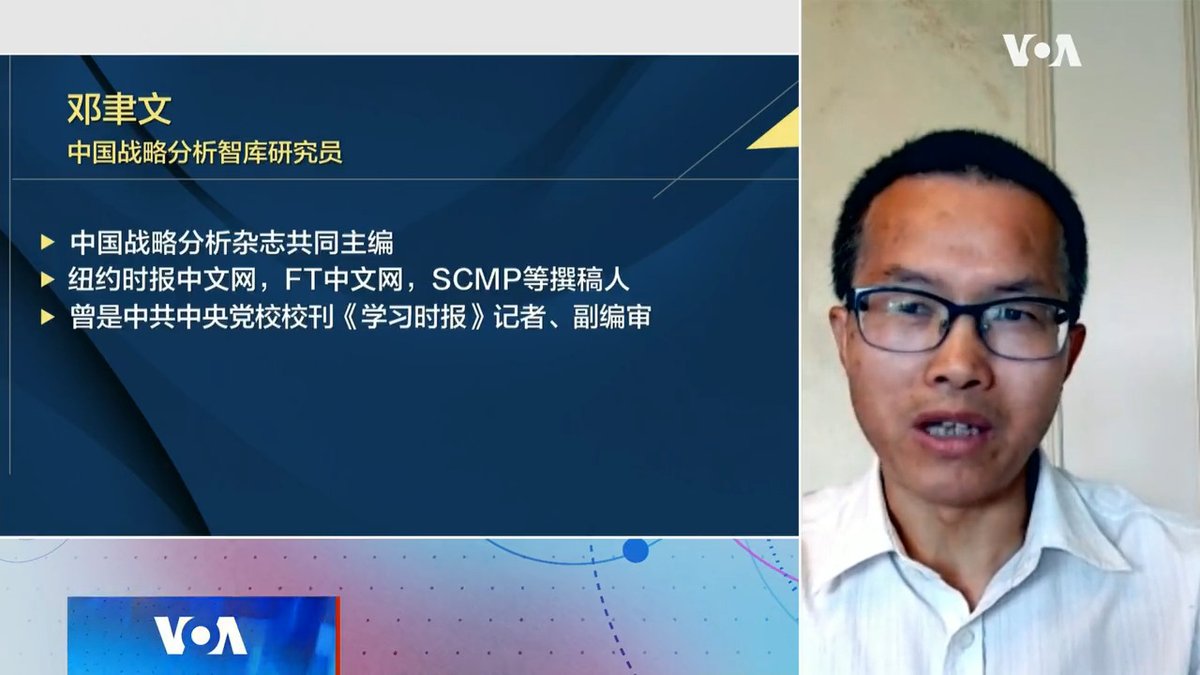 邓聿文
中国战略分析智库研究员
中国战略分析杂志共同主编
纽约时报中文网，FT中文网，SCMP等撰稿人
曾是中共中央党校校刊《学习时报》记者、副编审
VOA
VOA